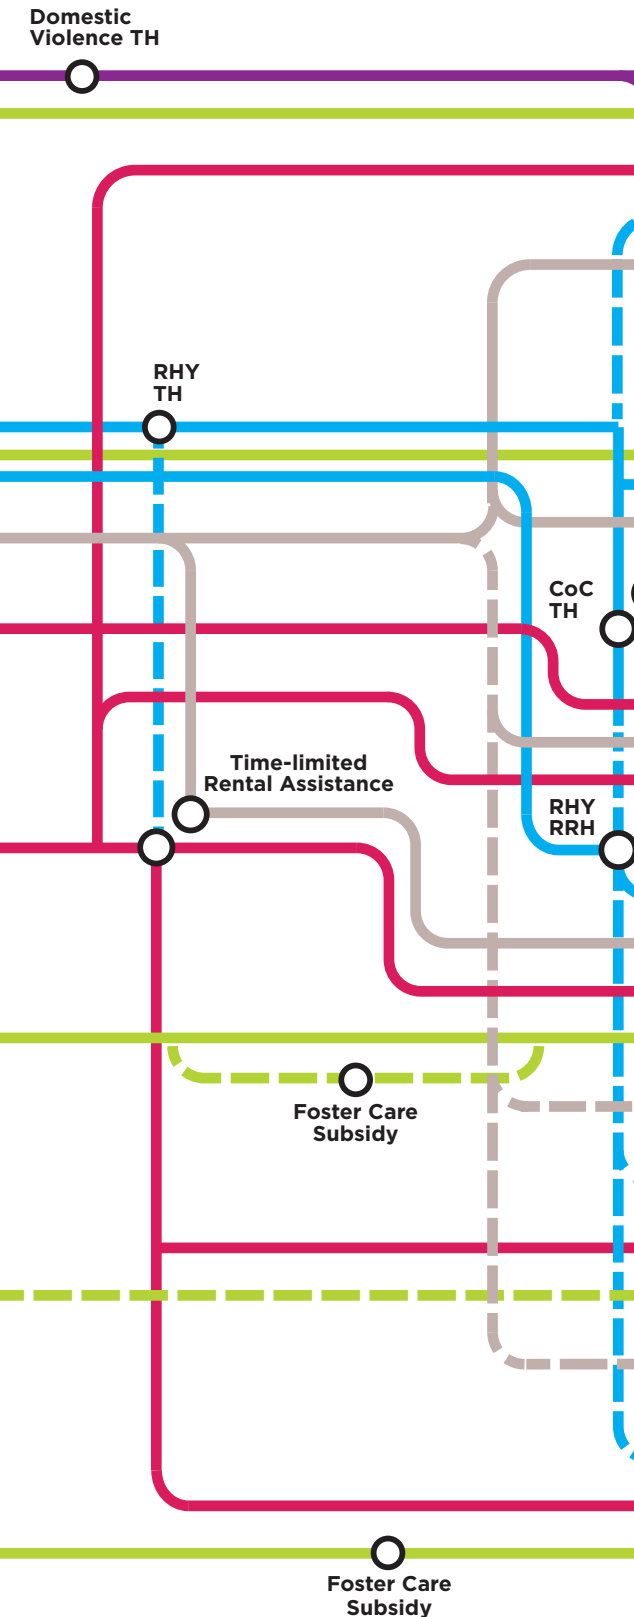 Domestic
Violence TH
RHY
TH
CoC
TH
Time-limited
Rental Assistance
RHY
RRH
Foster Care
Subsidy
Foster Care
Subsidy